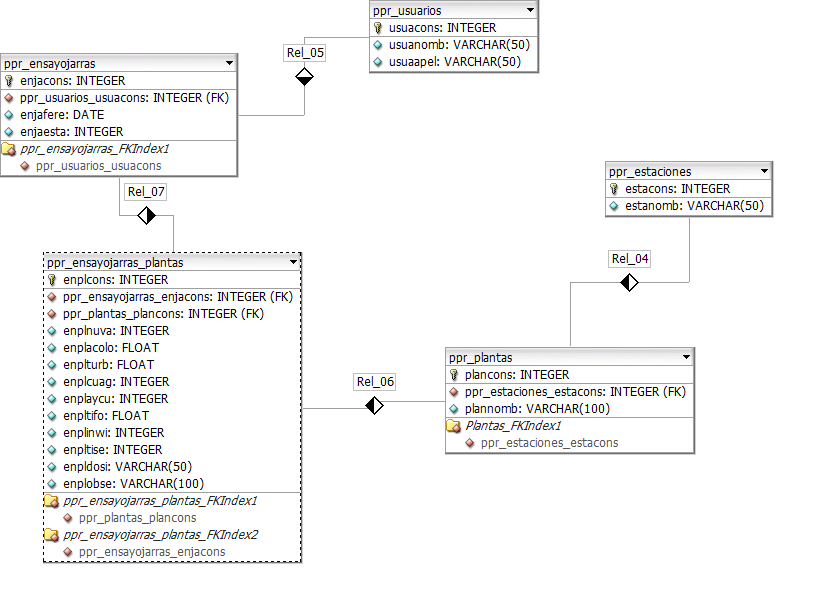 ppr_usuarios
usuacons: INTEGER
usuanomb: VARCHAR(50)
usuaapel: VARCHAR(50)
Rel_05
ppr_ensayojarras
enjacons: INTEGER
ppr_usuarios_usuacons: INTEGER (FK)
enjafere: DATE
enjaesta: INTEGER
ppr_ensayojarras_FKIndex1
ppr_usuarios_usuacons
Rel_07
ppr_estaciones
estacons: INTEGER
estanomb: VARCHAR(50)
Rel_04
ppr_ensayojarras_plantas
enplcons: INTEGER
ppr_ensayojarras_enjacons: INTEGER (FK)
ppr_plantas_plancons: INTEGER (FK)
enplnuva: INTEGER
enplacolo: FLOAT
enplturb: FLOAT
enplcuag: INTEGER
enplaycu: INTEGER
enpltifo: FLOAT
enplinwi: INTEGER
enpltise: INTEGER
enpldosi: VARCHAR(50)
enplobse: VARCHAR(100)
ppr_ensayojarras_plantas_FKIndex1
ppr_plantas_plancons
ppr_ensayojarras_plantas_FKIndex2
ppr_ensayojarras_enjacons
Rel_06
ppr_plantas
plancons: INTEGER
ppr_estaciones_estacons: INTEGER (FK)
plannomb: VARCHAR(100)
Plantas_FKIndex1
ppr_estaciones_estacons